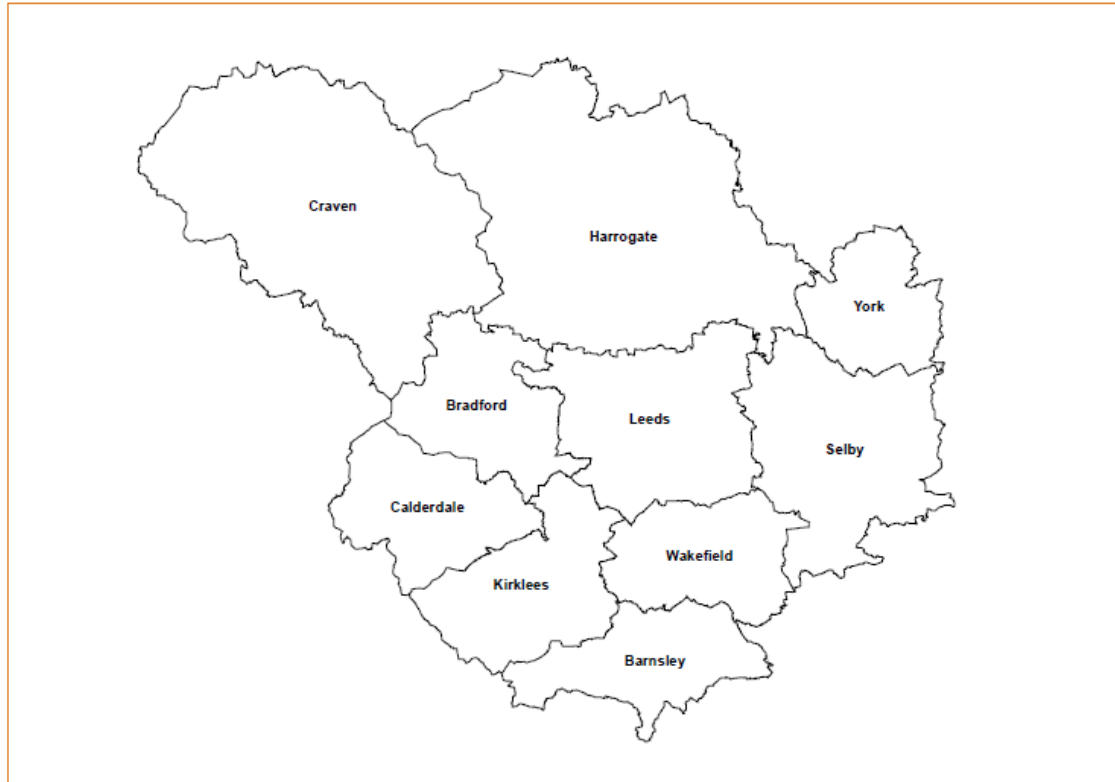 Craven
Harrogate
York
Bradford
Leeds
Selby
Calderdale
Wakefield
Kirklees
Barnsley